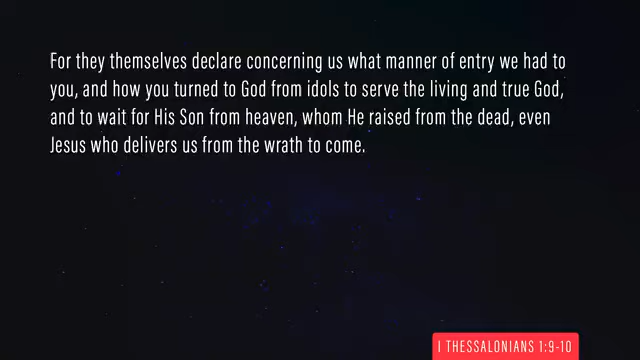 For they themselves declare concerning us what manner of entry we had to
you, and how you turned to God from idols to serve the living and true God,
and to wait for His Son from heaven, whom He raised from the dead, even
Jesus who delivers us from the wrath to come.
I THESSALONIANS 1:9-10